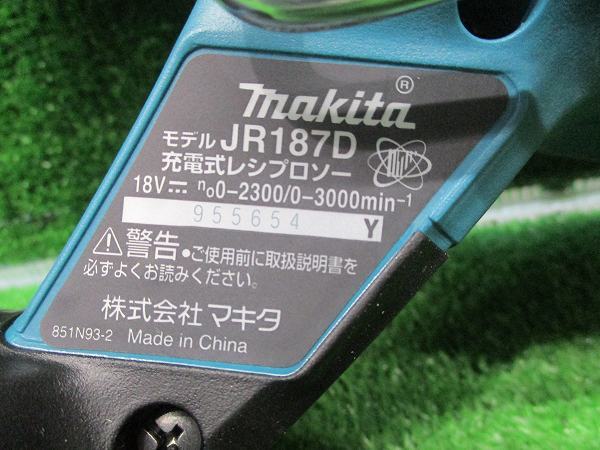 makita®
モデル JR187D
充電式レシプロソー
18V⎓ n₀0-2300/0-3000min⁻¹
955654 Y
⚠警告 ●ご使用前に取扱説明書を
必ずよくお読みください。
株式会社 マキタ
851N93-2 Made in China